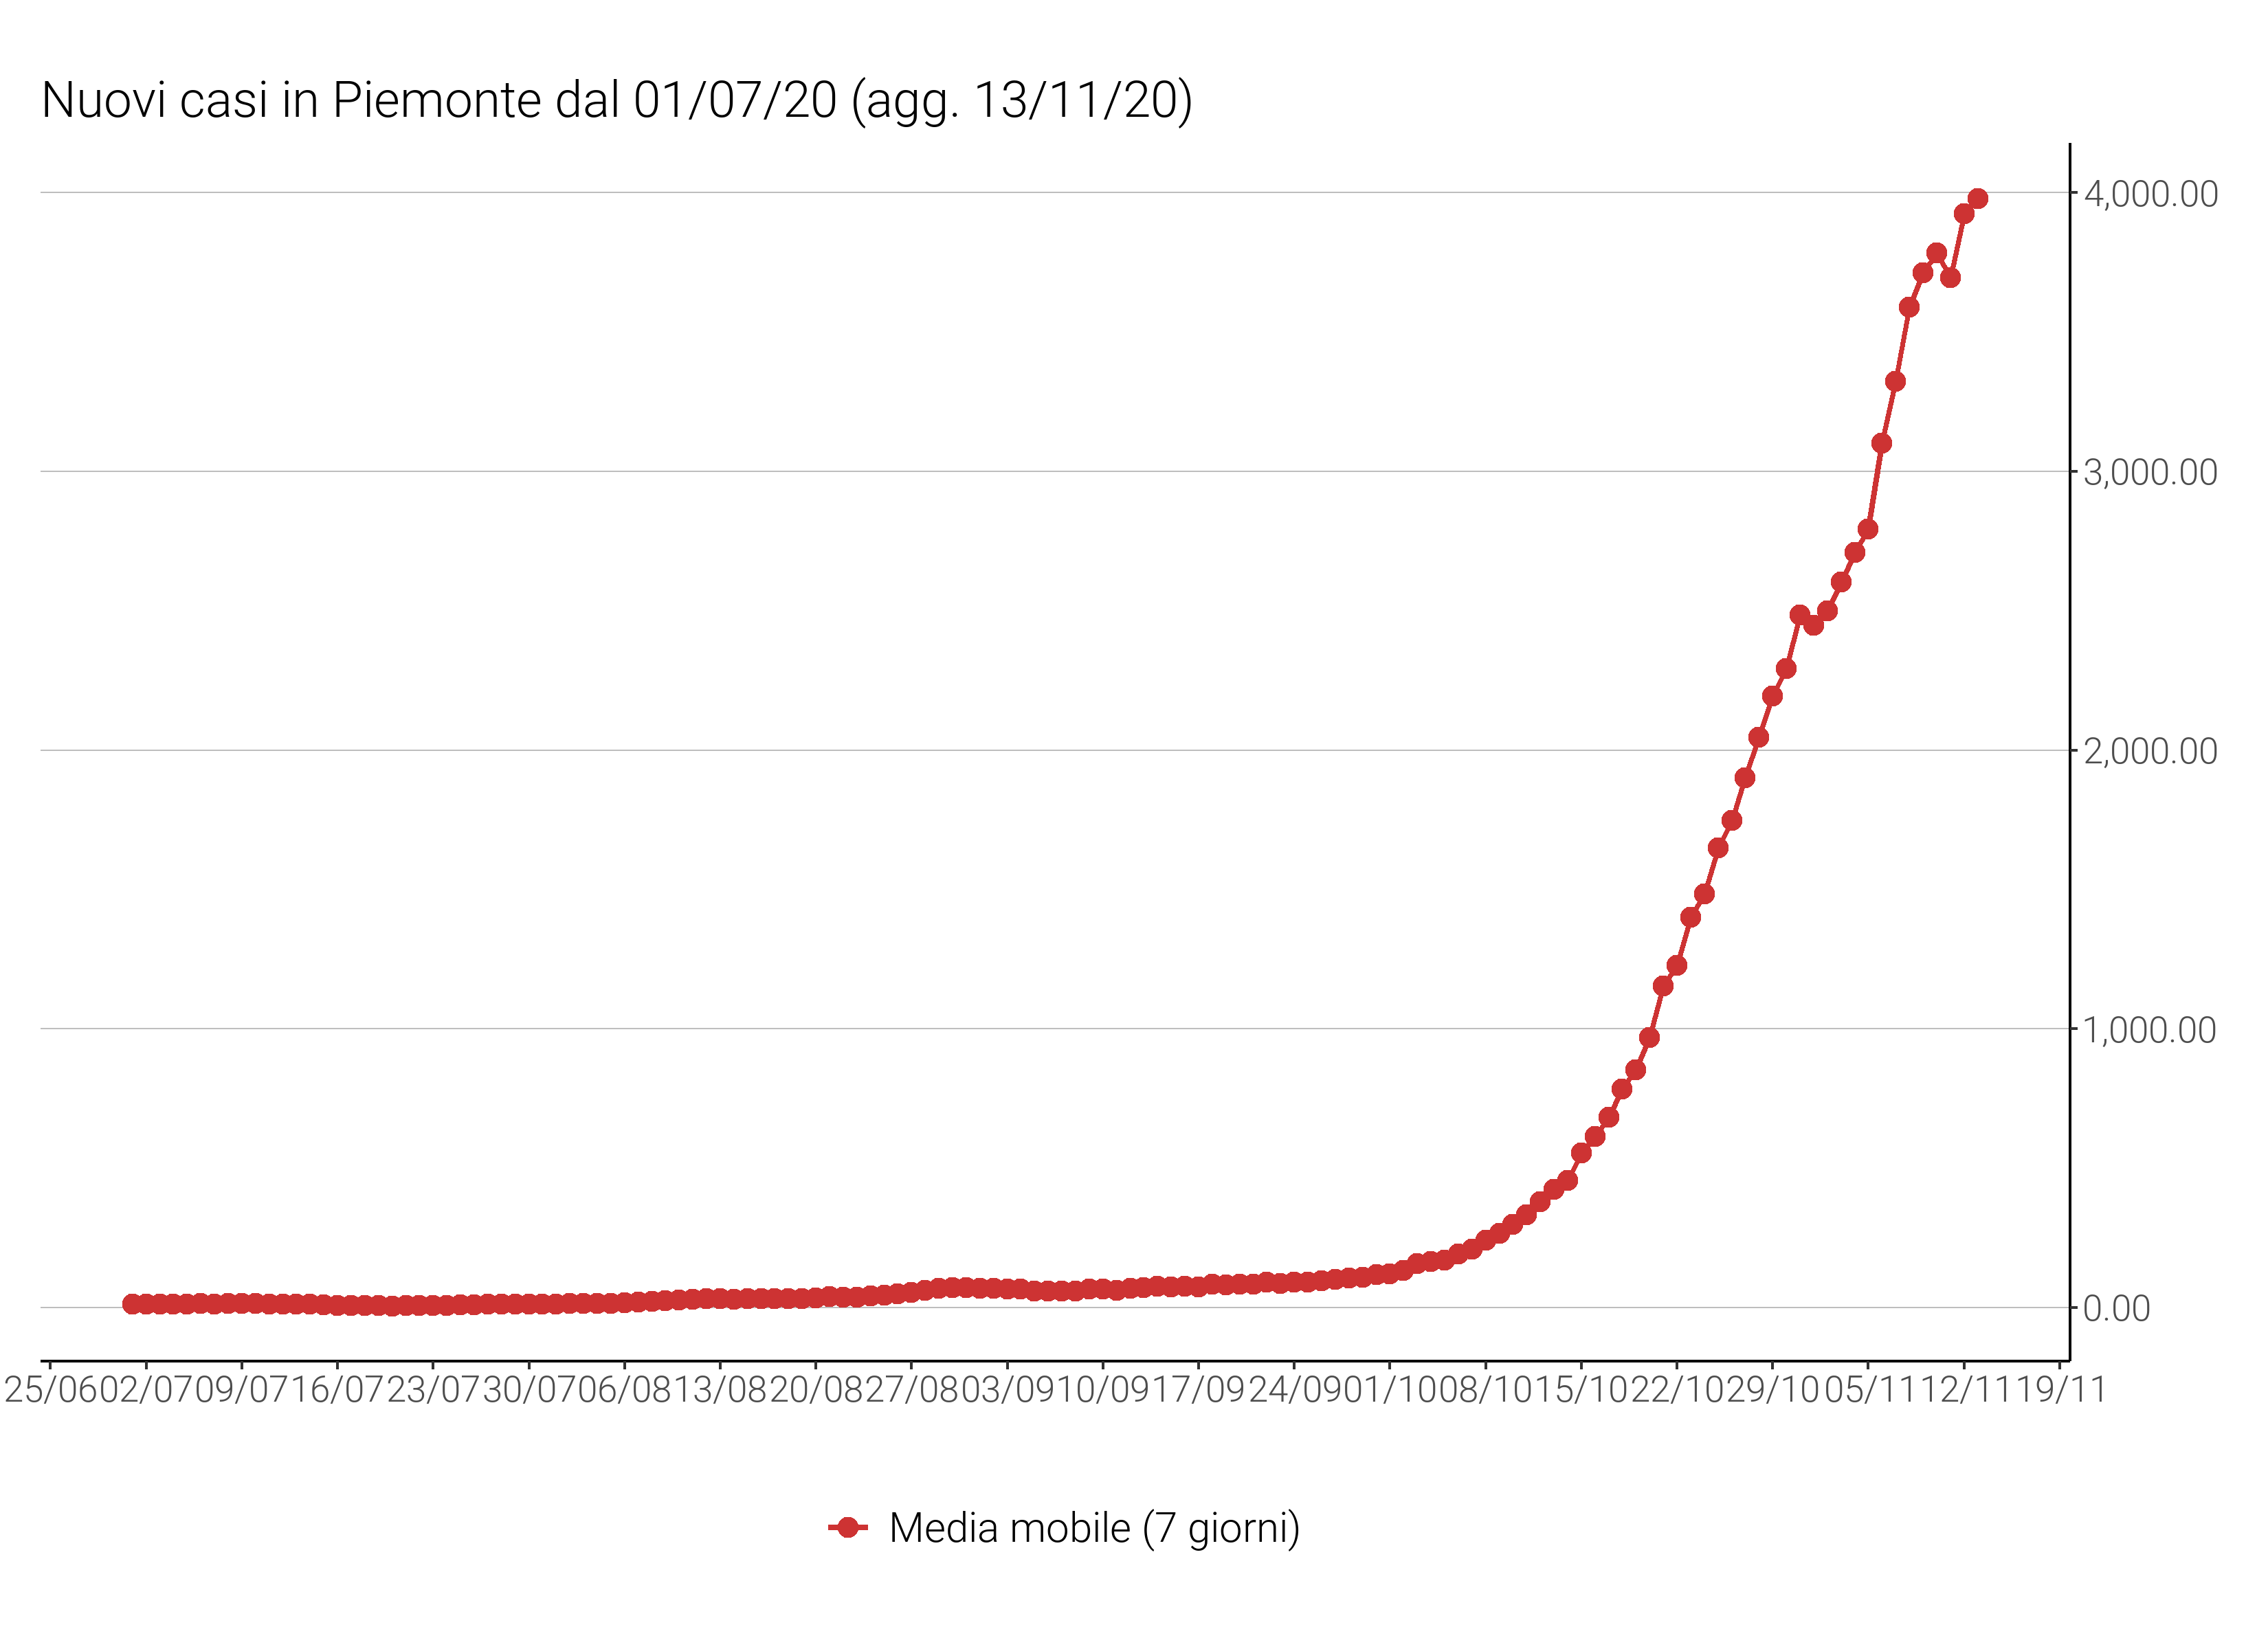 Nuovi casi in Piemonte dal 01/07/20 (agg. 13/11/20)
4,000.00
3,000.00
2,000.00
1,000.00
0.00
25/06 02/07 09/07 16/07 23/07 30/07 06/08 13/08 20/08 27/08 03/09 10/09 17/09 24/09 01/10 08/10 15/10 22/10 29/10 05/11 12/11 19/11
Media mobile (7 giorni)